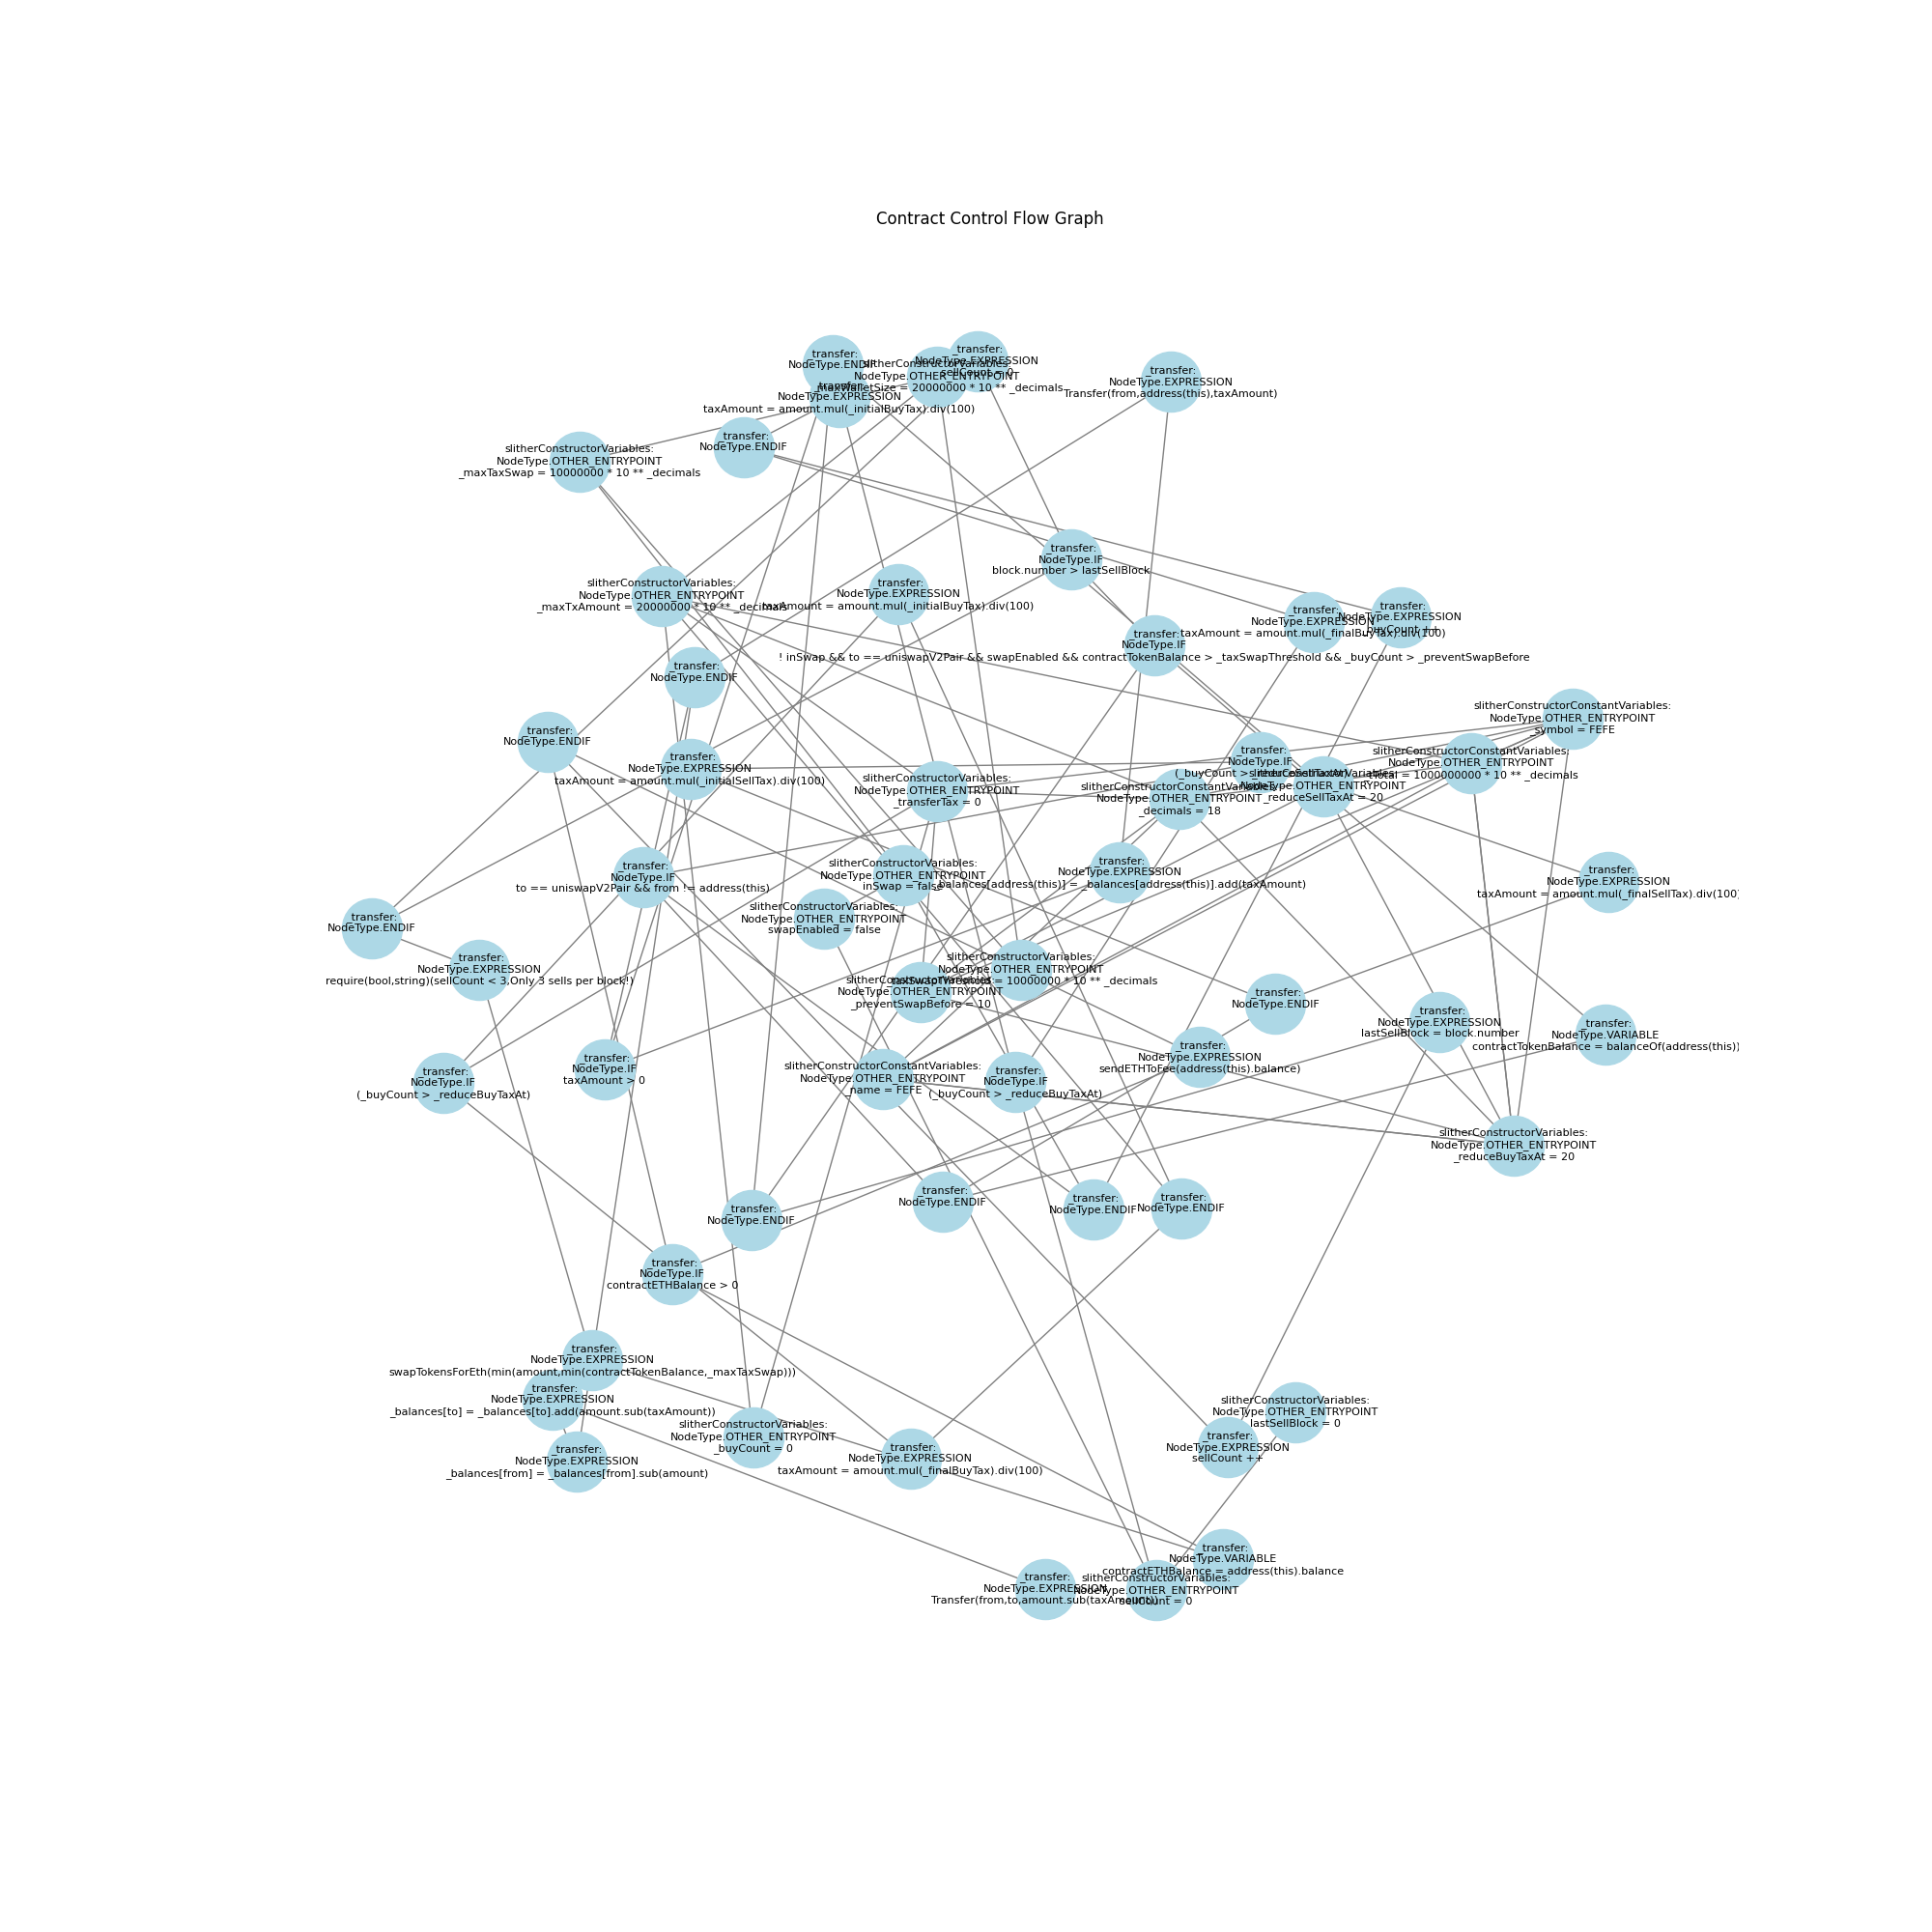 Contract Control Flow Graph
_transfer:
NodeType.ENDIF
slitherConstructorVariables:
NodeType.OTHER_ENTRYPOINT
_maxWalletSize = 20000000 * 10 ** _decimals
_transfer:
NodeType.EXPRESSION
sellCount = 0
_transfer:
NodeType.EXPRESSION
Transfer(from,address(this),taxAmount)
_transfer:
NodeType.EXPRESSION
taxAmount = amount.mul(_initialBuyTax).div(100)
_transfer:
NodeType.ENDIF
slitherConstructorVariables:
NodeType.OTHER_ENTRYPOINT
_maxTaxSwap = 10000000 * 10 ** _decimals
_transfer:
NodeType.IF
block.number > lastSellBlock
slitherConstructorVariables:
NodeType.OTHER_ENTRYPOINT
_maxTxAmount = 20000000 * 10 ** _decimals
_transfer:
NodeType.EXPRESSION
taxAmount = amount.mul(_initialBuyTax).div(100)
_transfer:
NodeType.EXPRESSION
taxAmount = amount.mul(_finalBuyTax).div(100)
_transfer:
NodeType.EXPRESSION
_buyCount ++
_transfer:
NodeType.IF
! inSwap && to == uniswapV2Pair && swapEnabled && contractTokenBalance > _taxSwapThreshold && _buyCount > _preventSwapBefore
_transfer:
NodeType.ENDIF
slitherConstructorConstantVariables:
NodeType.OTHER_ENTRYPOINT
_symbol = FEFE
_transfer:
NodeType.ENDIF
_transfer:
NodeType.EXPRESSION
taxAmount = amount.mul(_initialSellTax).div(100)
_transfer:
NodeType.IF
(_buyCount > _reduceSellTaxAt)
slitherConstructorConstantVariables:
NodeType.OTHER_ENTRYPOINT
_tTotal = 1000000000 * 10 ** _decimals
slitherConstructorVariables:
NodeType.OTHER_ENTRYPOINT
_reduceSellTaxAt = 20
slitherConstructorVariables:
NodeType.OTHER_ENTRYPOINT
_transferTax = 0
slitherConstructorConstantVariables:
NodeType.OTHER_ENTRYPOINT
_decimals = 18
_transfer:
NodeType.IF
to == uniswapV2Pair && from != address(this)
slitherConstructorVariables:
NodeType.OTHER_ENTRYPOINT
inSwap = false
_transfer:
NodeType.EXPRESSION
_balances[address(this)] = _balances[address(this)].add(taxAmount)
_transfer:
NodeType.EXPRESSION
taxAmount = amount.mul(_finalSellTax).div(100)
slitherConstructorVariables:
NodeType.OTHER_ENTRYPOINT
swapEnabled = false
_transfer:
NodeType.ENDIF
_transfer:
NodeType.EXPRESSION
require(bool,string)(sellCount < 3,Only 3 sells per block!)
slitherConstructorVariables:
NodeType.OTHER_ENTRYPOINT
_taxSwapThreshold = 10000000 * 10 ** _decimals
slitherConstructorVariables:
NodeType.OTHER_ENTRYPOINT
_preventSwapBefore = 10
_transfer:
NodeType.ENDIF
_transfer:
NodeType.EXPRESSION
lastSellBlock = block.number
_transfer:
NodeType.VARIABLE
contractTokenBalance = balanceOf(address(this))
_transfer:
NodeType.EXPRESSION
sendETHToFee(address(this).balance)
_transfer:
NodeType.IF
taxAmount > 0
_transfer:
NodeType.IF
(_buyCount > _reduceBuyTaxAt)
slitherConstructorConstantVariables:
NodeType.OTHER_ENTRYPOINT
_name = FEFE
_transfer:
NodeType.IF
(_buyCount > _reduceBuyTaxAt)
slitherConstructorVariables:
NodeType.OTHER_ENTRYPOINT
_reduceBuyTaxAt = 20
_transfer:
NodeType.ENDIF
_transfer:
NodeType.ENDIF
_transfer:
NodeType.ENDIF
_transfer:
NodeType.ENDIF
_transfer:
NodeType.IF
contractETHBalance > 0
_transfer:
NodeType.EXPRESSION
swapTokensForEth(min(amount,min(contractTokenBalance,_maxTaxSwap)))
_transfer:
NodeType.EXPRESSION
_balances[to] = _balances[to].add(amount.sub(taxAmount))
slitherConstructorVariables:
NodeType.OTHER_ENTRYPOINT
lastSellBlock = 0
slitherConstructorVariables:
NodeType.OTHER_ENTRYPOINT
_buyCount = 0
_transfer:
NodeType.EXPRESSION
sellCount ++
_transfer:
NodeType.EXPRESSION
_balances[from] = _balances[from].sub(amount)
_transfer:
NodeType.EXPRESSION
taxAmount = amount.mul(_finalBuyTax).div(100)
_transfer:
NodeType.VARIABLE
contractETHBalance = address(this).balance
_transfer:
NodeType.EXPRESSION
Transfer(from,to,amount.sub(taxAmount))
slitherConstructorVariables:
NodeType.OTHER_ENTRYPOINT
sellCount = 0